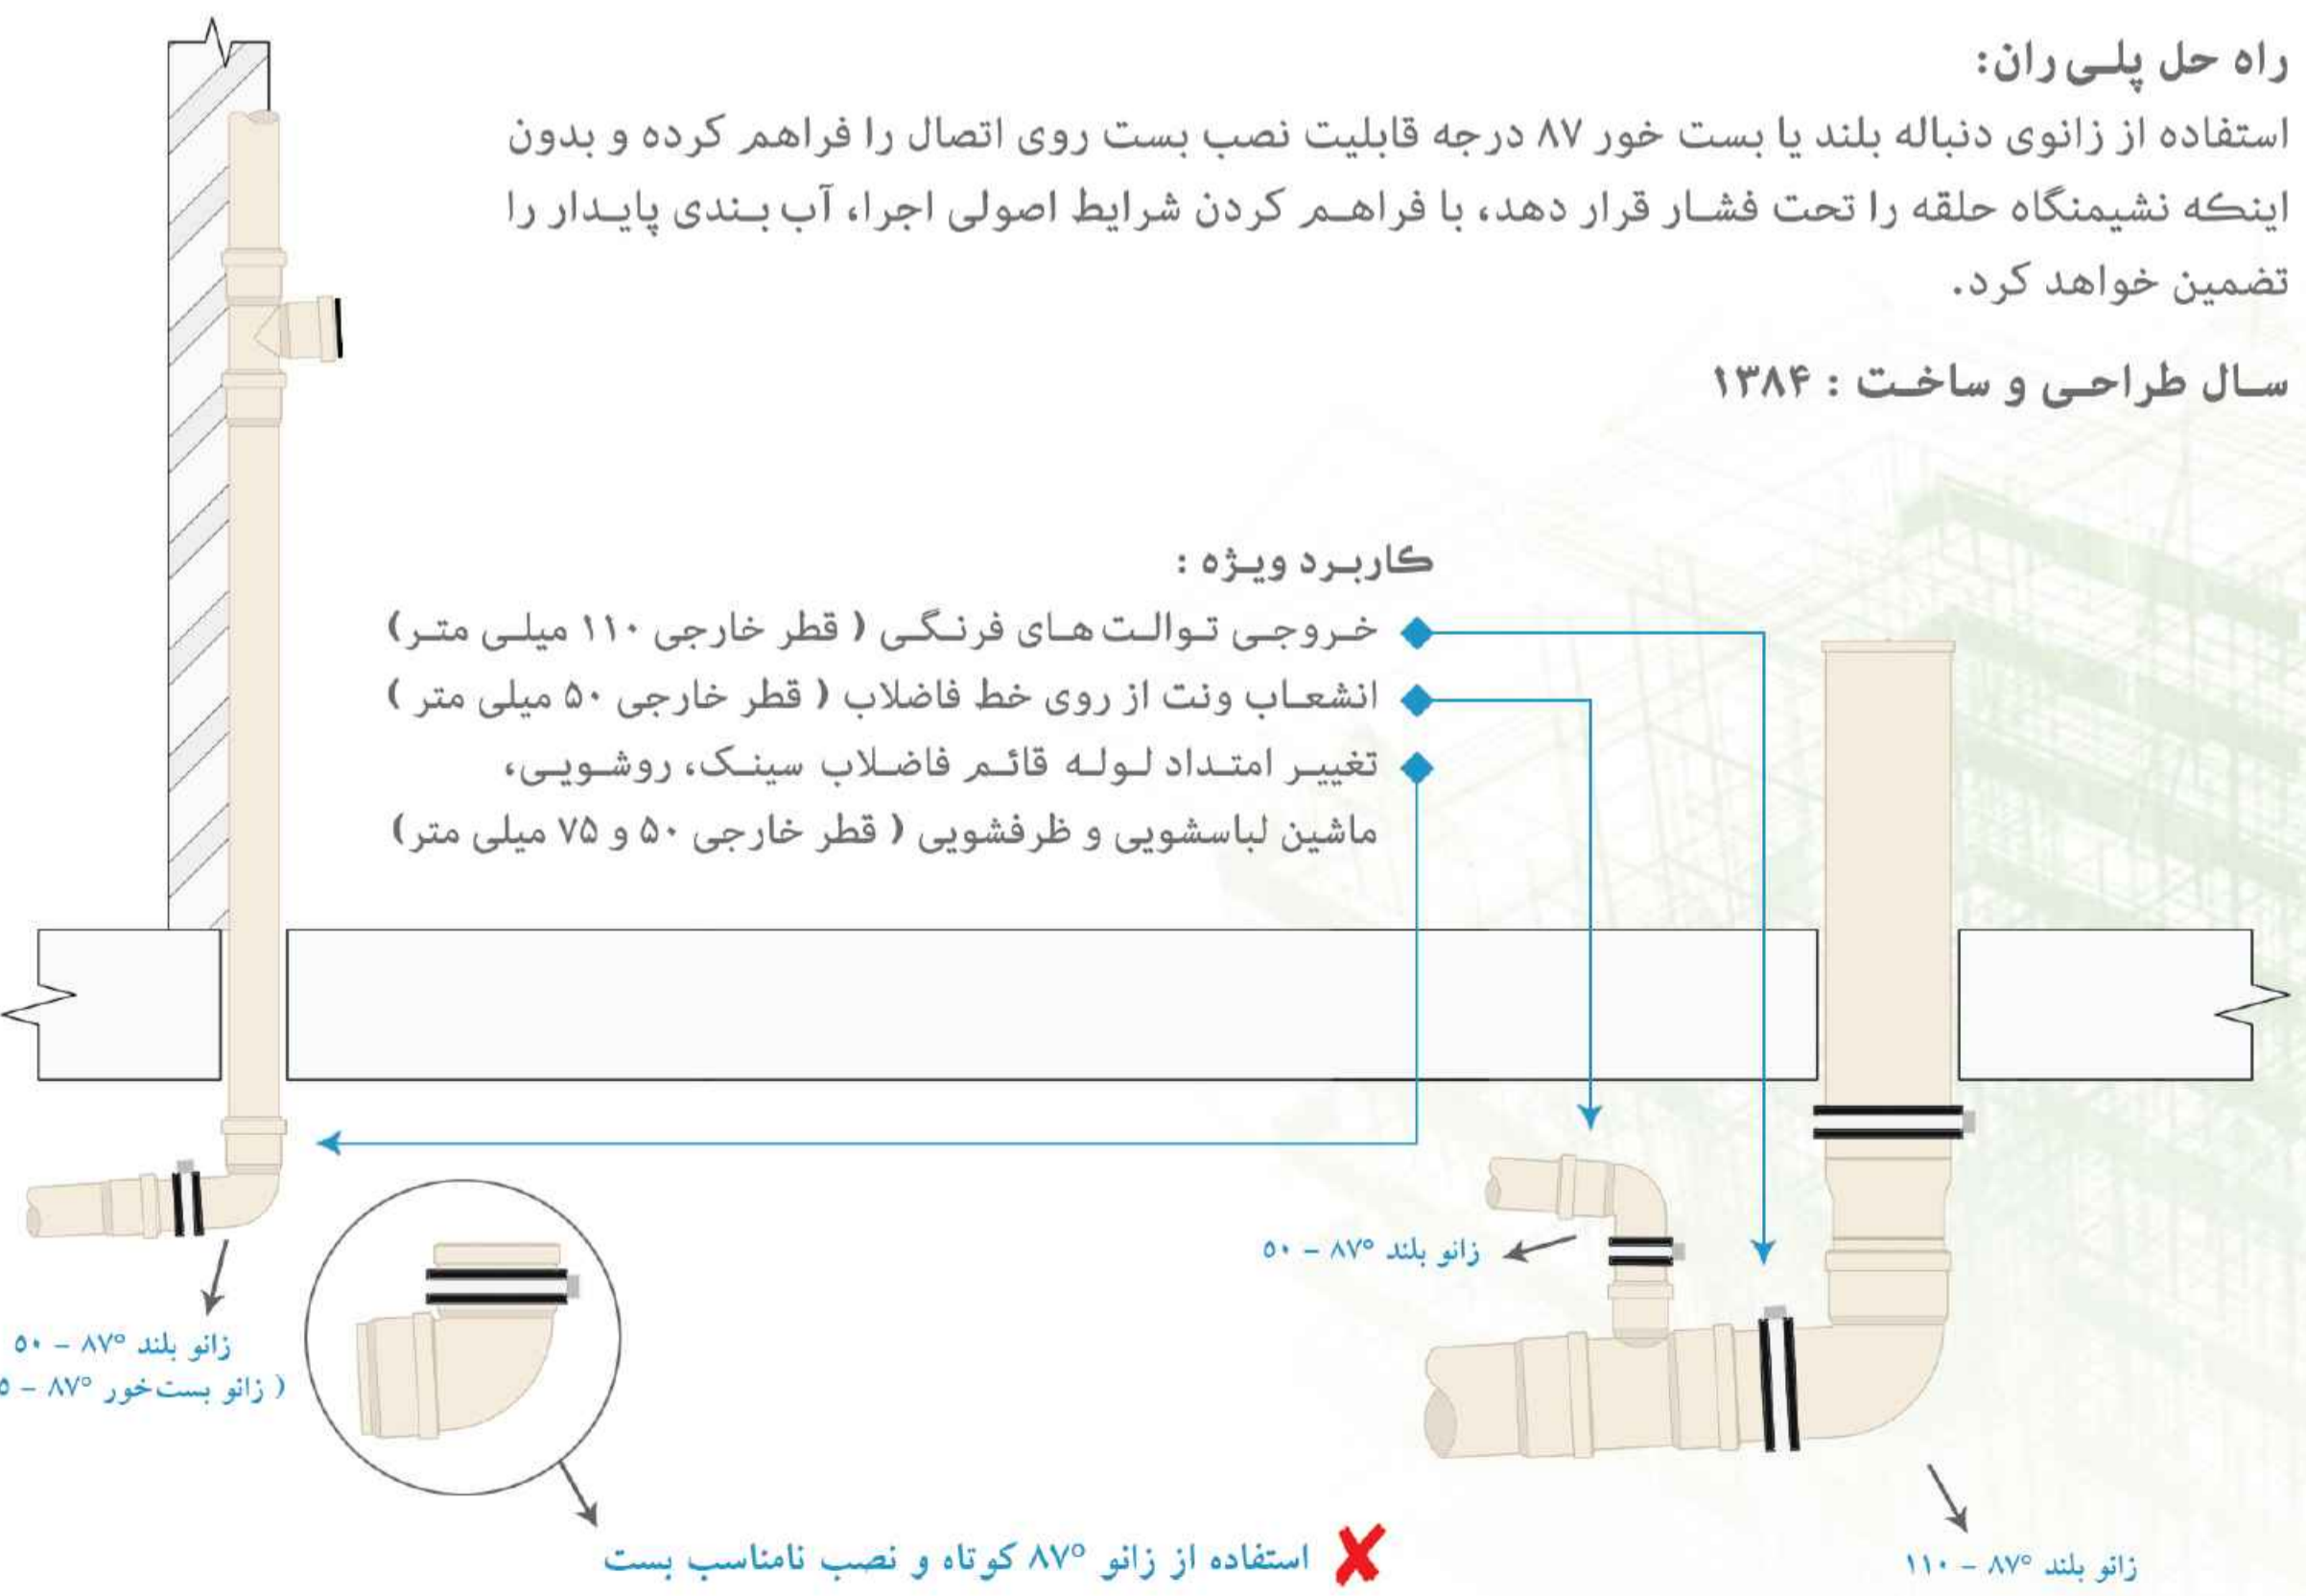 راه حل پلی‌ران:
استفاده از زانوی دنباله بلند یا بست خور ۸۷ درجه قابلیت نصب بست روی اتصال را فراهم کرده و بدون
اینکه نشیمنگاه حلقه را تحت فشار قرار دهد، با فراهم کردن شرایط اصولی اجرا، آب بندی پایدار را
تضمین خواهد کرد.
سال طراحی و ساخت : ۱۳۸۴
کاربرد ویژه :
خروجی توالت های فرنگی ( قطر خارجی ۱۱۰ میلی متر)
انشعاب ونت از روی خط فاضلاب ( قطر خارجی ۵۰ میلی متر )
تغییر امتداد لوله قائم فاضلاب سینک، روشویی،
ماشین لباسشویی و ظرفشویی ( قطر خارجی ۵۰ و ۷۵ میلی متر)
زانو بلند °۸۷ – ۵۰
زانو بلند °۸۷ – ۵۰
( زانو بست‌خور °۸۷ –
استفاده از زانو °۸۷ کوتاه و نصب نامناسب بست
زانو بلند °۸۷ – ۱۱۰